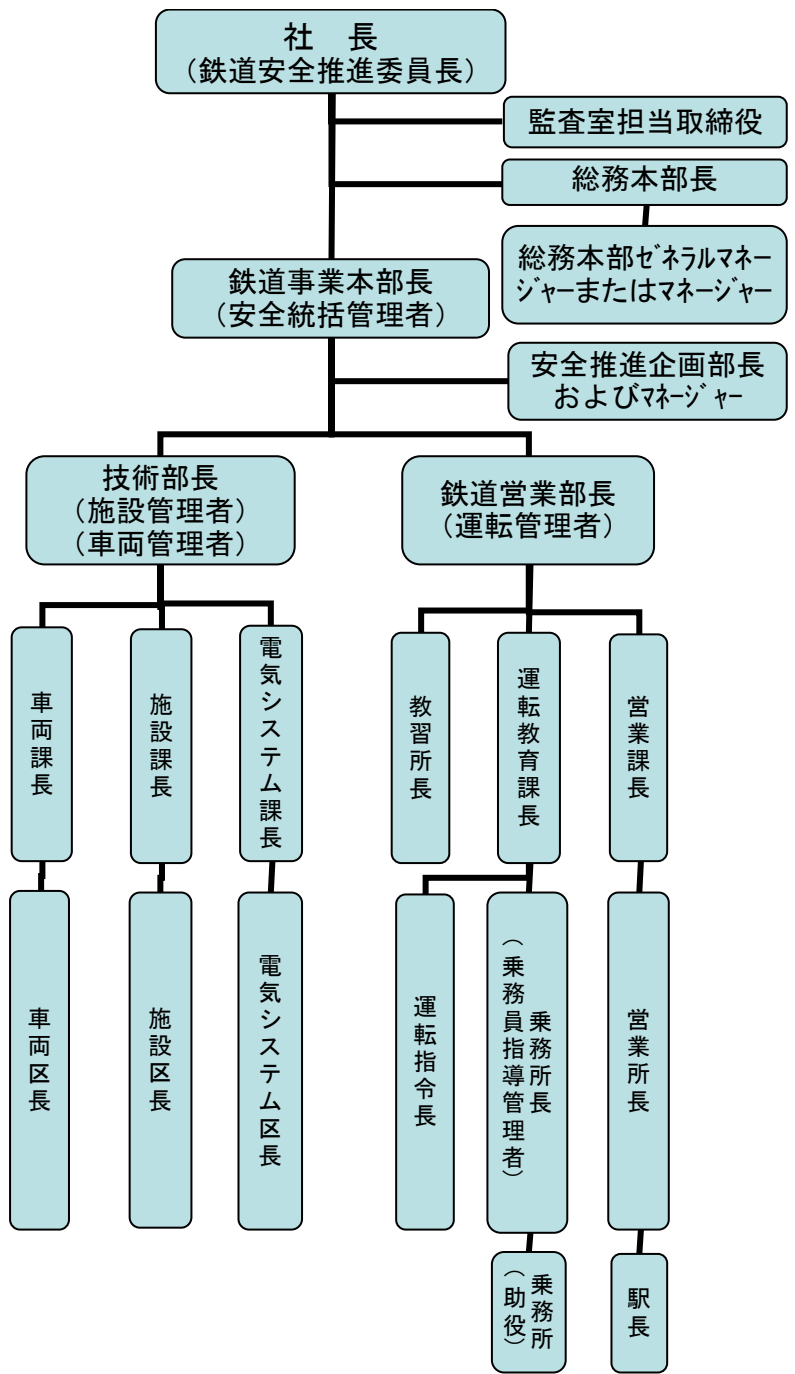 社　長
（鉄道安全推進委員長）
監査室担当取締役
総務本部長
総務本部ｾﾞﾈﾗﾙマネー
ジャーまたはマネージャー
鉄道事業本部長
（安全統括管理者）
安全推進企画部長
およびﾏﾈｰｼﾞｬｰ
技術部長
（施設管理者）
（車両管理者）
鉄道営業部長
（運転管理者）
車両課長
施設課長
電気システム課長
教習所長
運転教育課長
営業課長
車両区長
施設区長
電気システム区長
運転指令長
乗務所長
（乗務員指導管理者）
営業所長
乗務所
（助役）
駅長